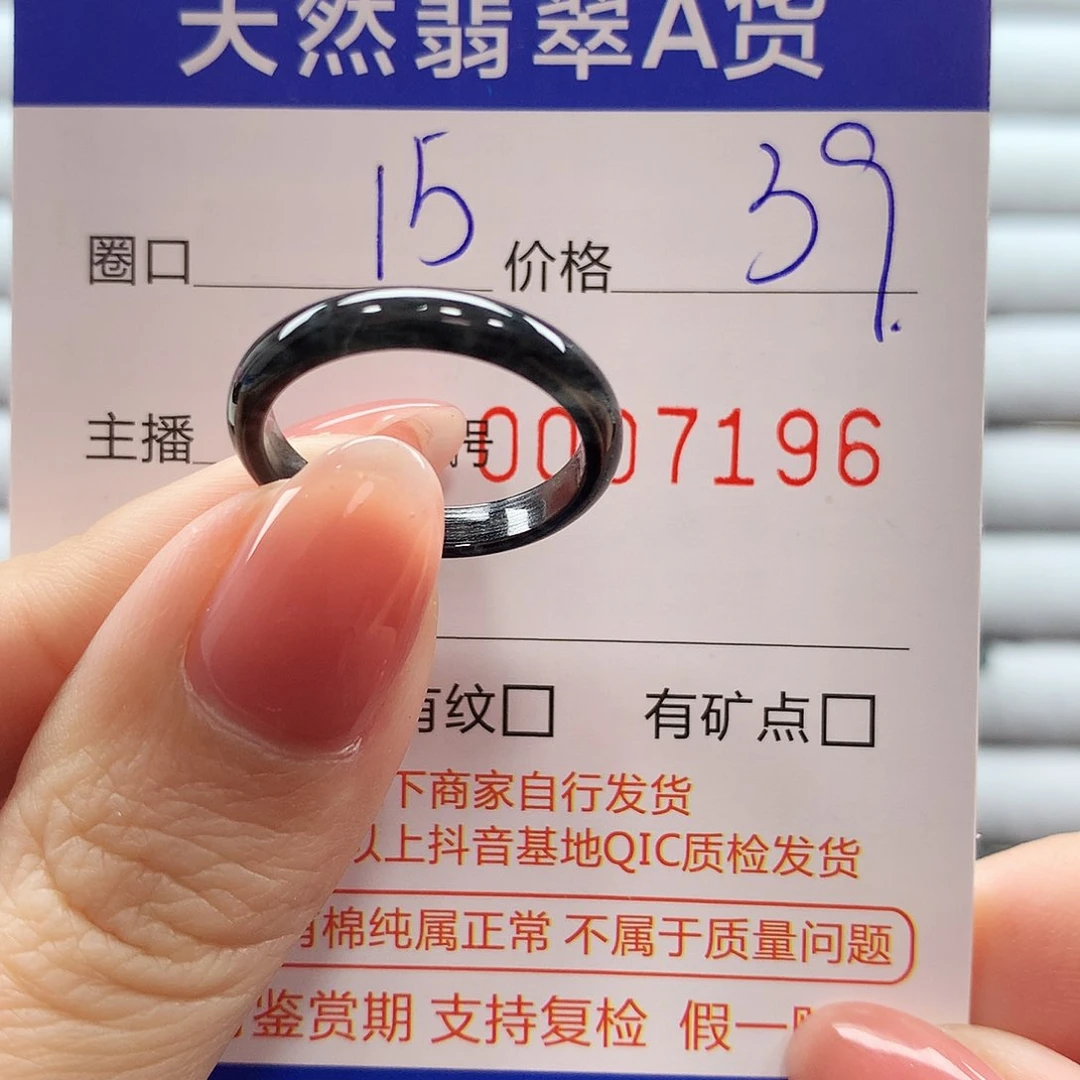 天然翡翠A货
圈口 15 价格 39.
主播 号 0007196
有纹□ 有矿点□
下商家自行发货
以上抖音基地QIC质检发货
有棉纯属正常 不属于质量问题
鉴赏期 支持复检 假一